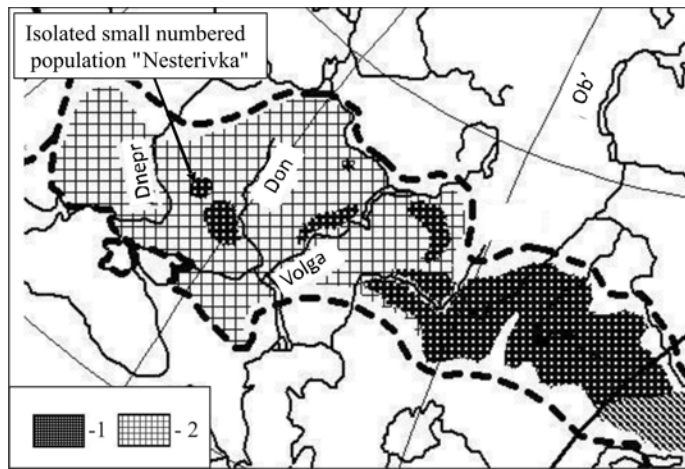 Isolated small numbered
population "Nesterivka"
Dnepr
Don
Volga
Ob'
-1
-2